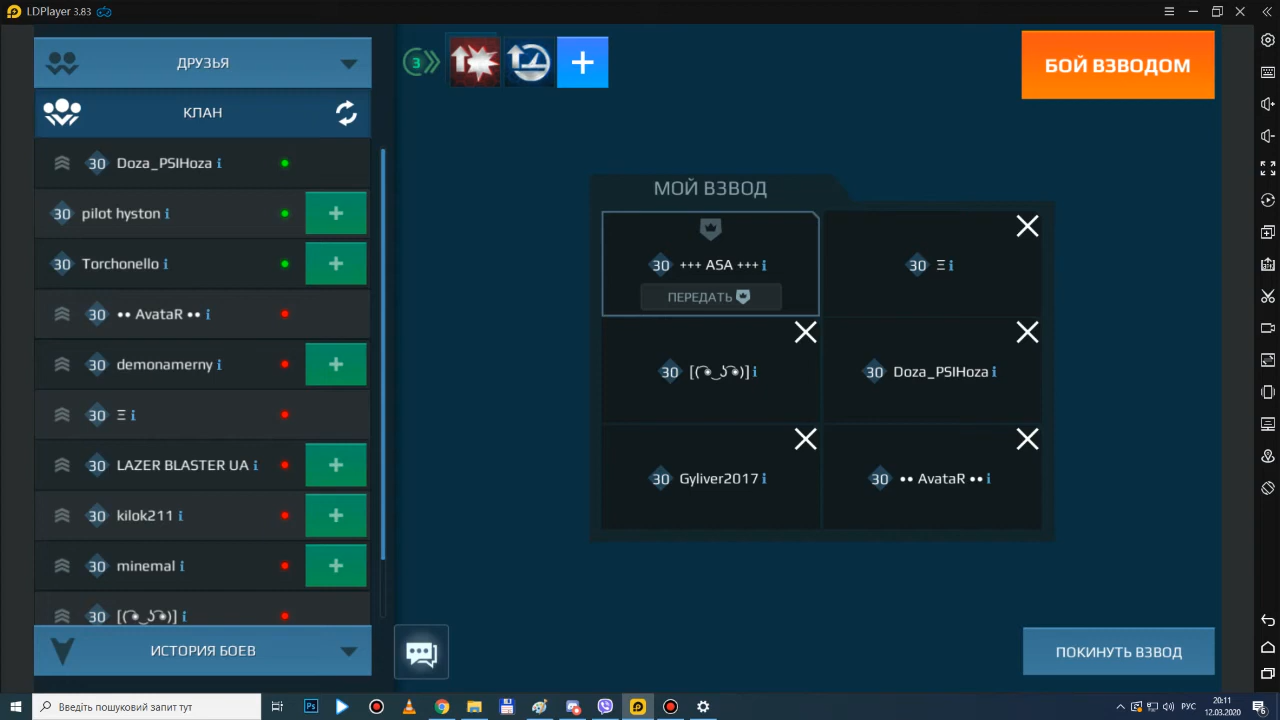 LDPlayer 3.83
ДРУЗЬЯ
КЛАН
30 Doza_PSIHoza i
30 pilot hyston i
30 Torchonello i
30 •• AvataR •• i
30 demonamerny i
30 Ξ i
30 LAZER BLASTER UA i
30 kilok211 i
30 minemal i
30 [( ͡◉ ͜ʖ ͡◉)] i
ИСТОРИЯ БОЕВ
3
БОЙ ВЗВОДОМ
МОЙ ВЗВОД
30 +++ ASA +++ i
ПЕРЕДАТЬ
30 Ξ i
30 [( ͡◉ ͜ʖ ͡◉)] i
30 Doza_PSIHoza i
30 Gyliver2017 i
30 •• AvataR •• i
ПОКИНУТЬ ВЗВОД
Введіть пошуковий запит тут
Ps
РУС
20:11
12.03.2020